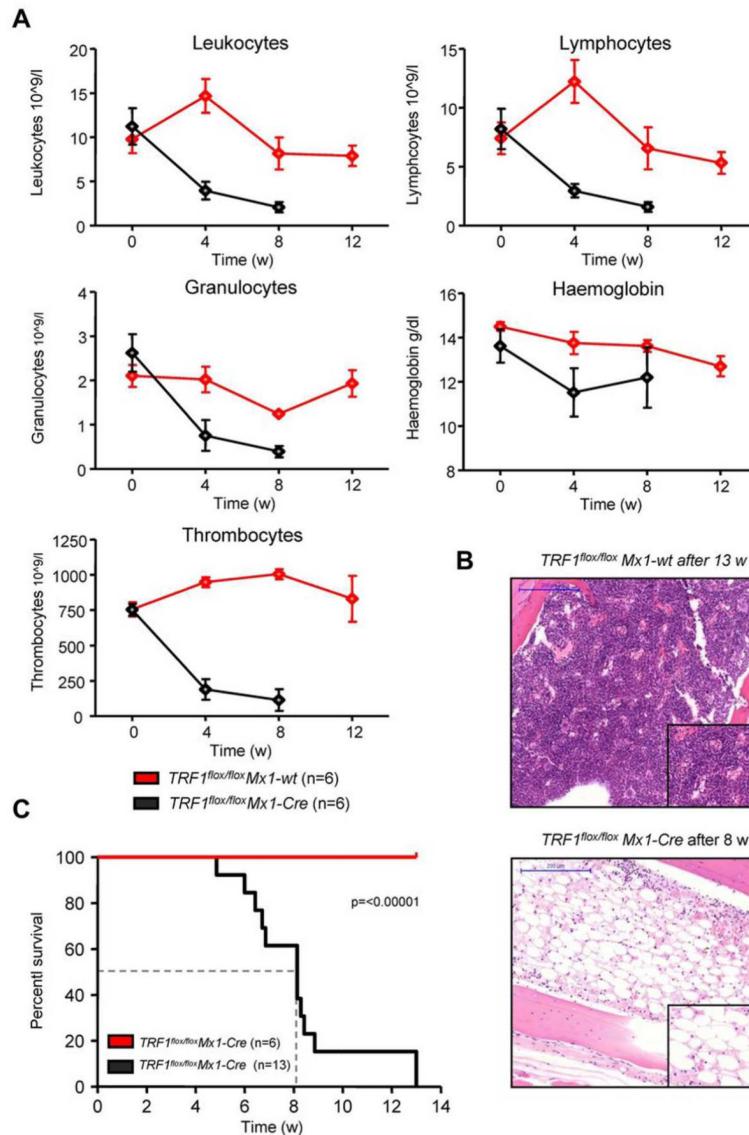 A
Leukocytes
Leukocytes 10^9/l
20
15
10
5
0
0 4 8 12
Time (w)
Lymphocytes
Lymphcoytes 10^9/l
15
10
5
0
0 4 8 12
Time (w)
Granulocytes
Granulocytes 10^9/l
4
3
2
1
0
0 4 8 12
Time (w)
Haemoglobin
Haemoglobin g/dl
16
14
12
10
8
0 4 8 12
Time (w)
Thrombocytes
Thrombocytes 10^9/l
1250
1000
750
500
250
0
0 4 8 12
Time (w)
TRF1flox/flox Mx1-wt (n=6)
TRF1flox/flox Mx1-Cre (n=6)
B
TRF1flox/flox Mx1-wt after 13 w
TRF1flox/flox Mx1-Cre after 8 w
200 µm
C
Percentl survival
100
80
60
40
20
0
p=<0.00001
TRF1flox/flox Mx1-Cre (n=6)
TRF1flox/flox Mx1-Cre (n=13)
0 2 4 6 8 10 12 14
Time (w)